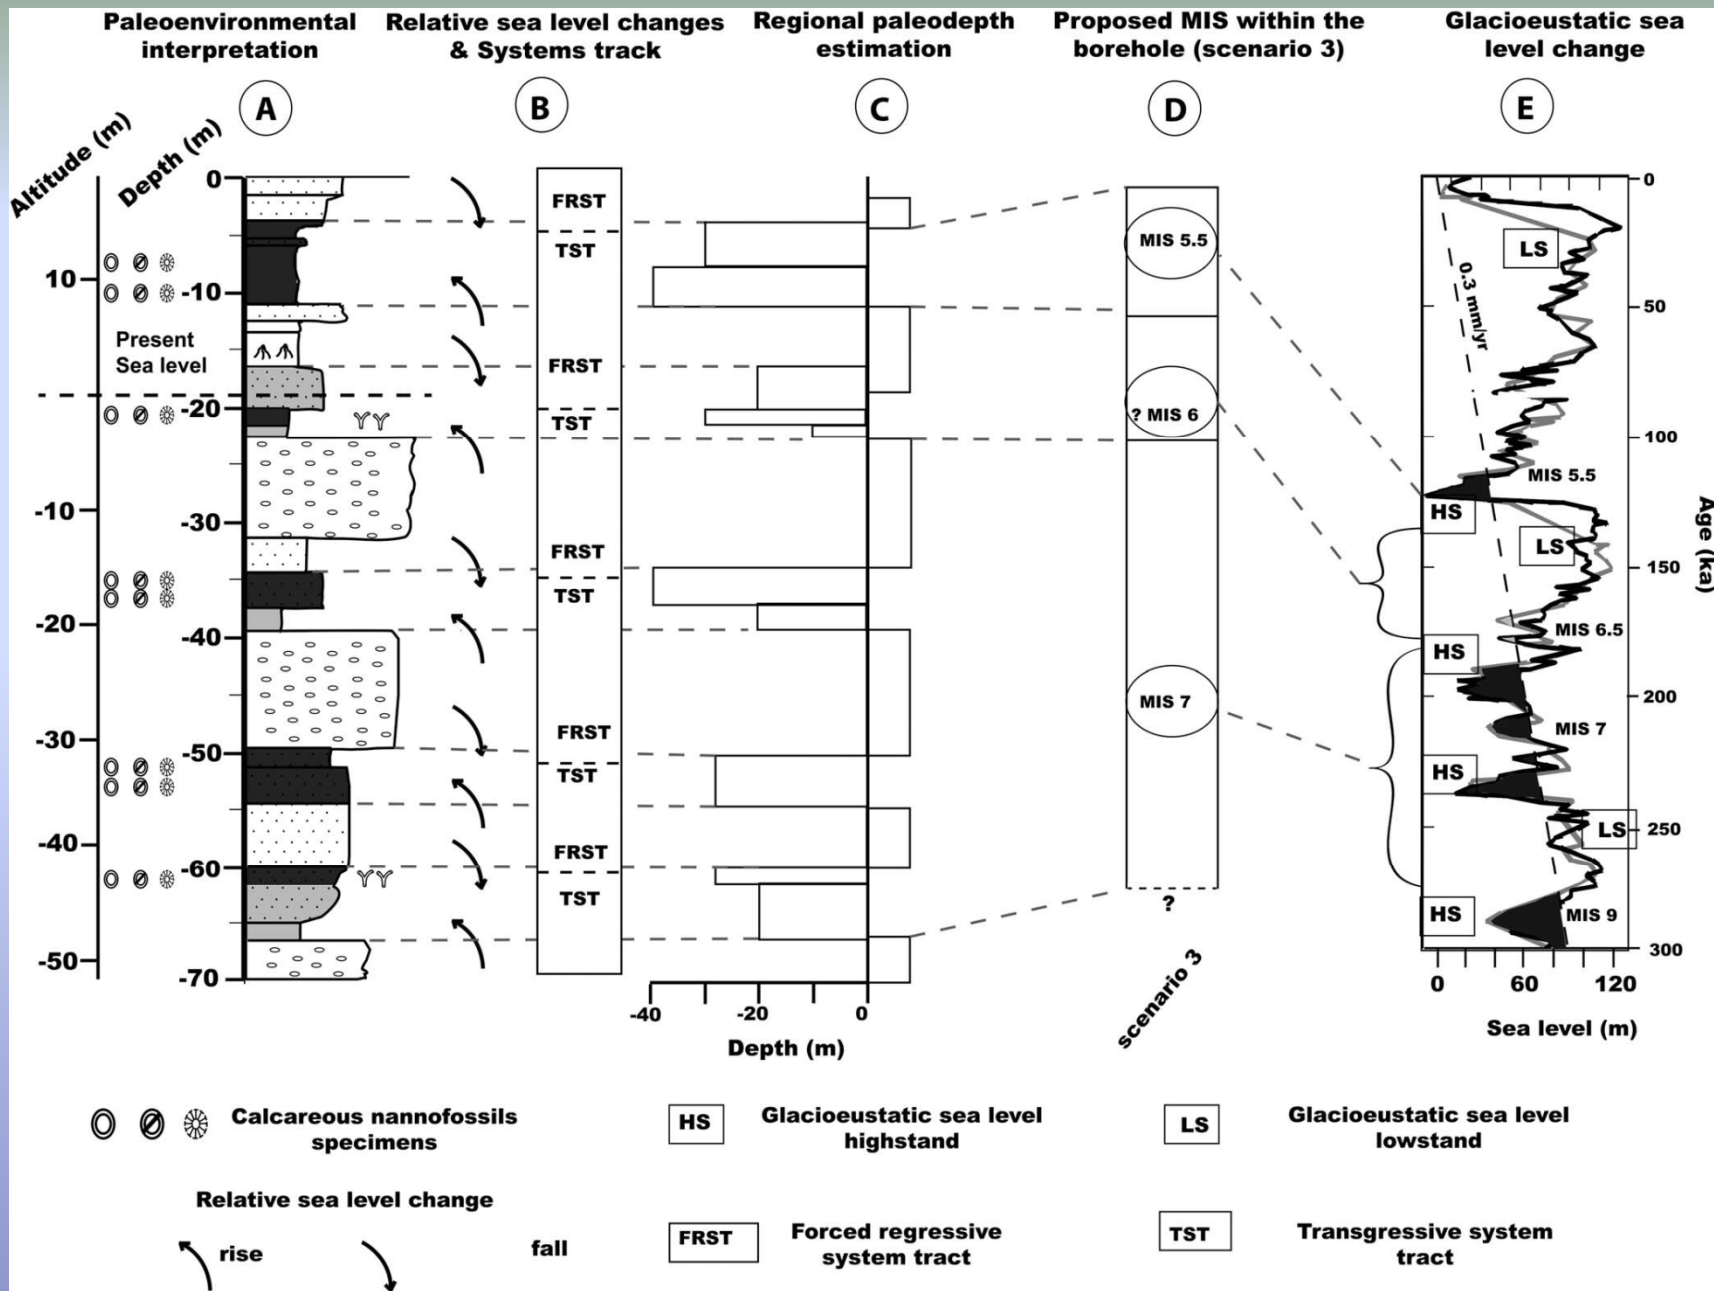 Paleoenvironmental
interpretation
Relative sea level changes
& Systems track
Regional paleodepth
estimation
Proposed MIS within the
borehole (scenario 3)
Glacioeustatic sea
level change
A
B
C
D
E
Altitude (m)
Depth (m)
10
-10
-20
-30
-40
-50
0
-10
-20
-30
-40
-50
-60
-70
Present
Sea level
FRST
TST
FRST
TST
FRST
TST
FRST
TST
FRST
TST
-40
-20
0
Depth (m)
MIS 5.5
? MIS 6
MIS 7
?
scenario 3
0.3 mm/yr
LS
MIS 5.5
HS
LS
MIS 6.5
HS
MIS 7
HS
LS
HS
MIS 9
0
50
100
150
200
250
300
Age (ka)
0
60
120
Sea level (m)
Calcareous nannofossils
specimens
HS
Glacioeustatic sea level
highstand
LS
Glacioeustatic sea level
lowstand
Relative sea level change
rise
fall
FRST
Forced regressive
system tract
TST
Transgressive system
tract